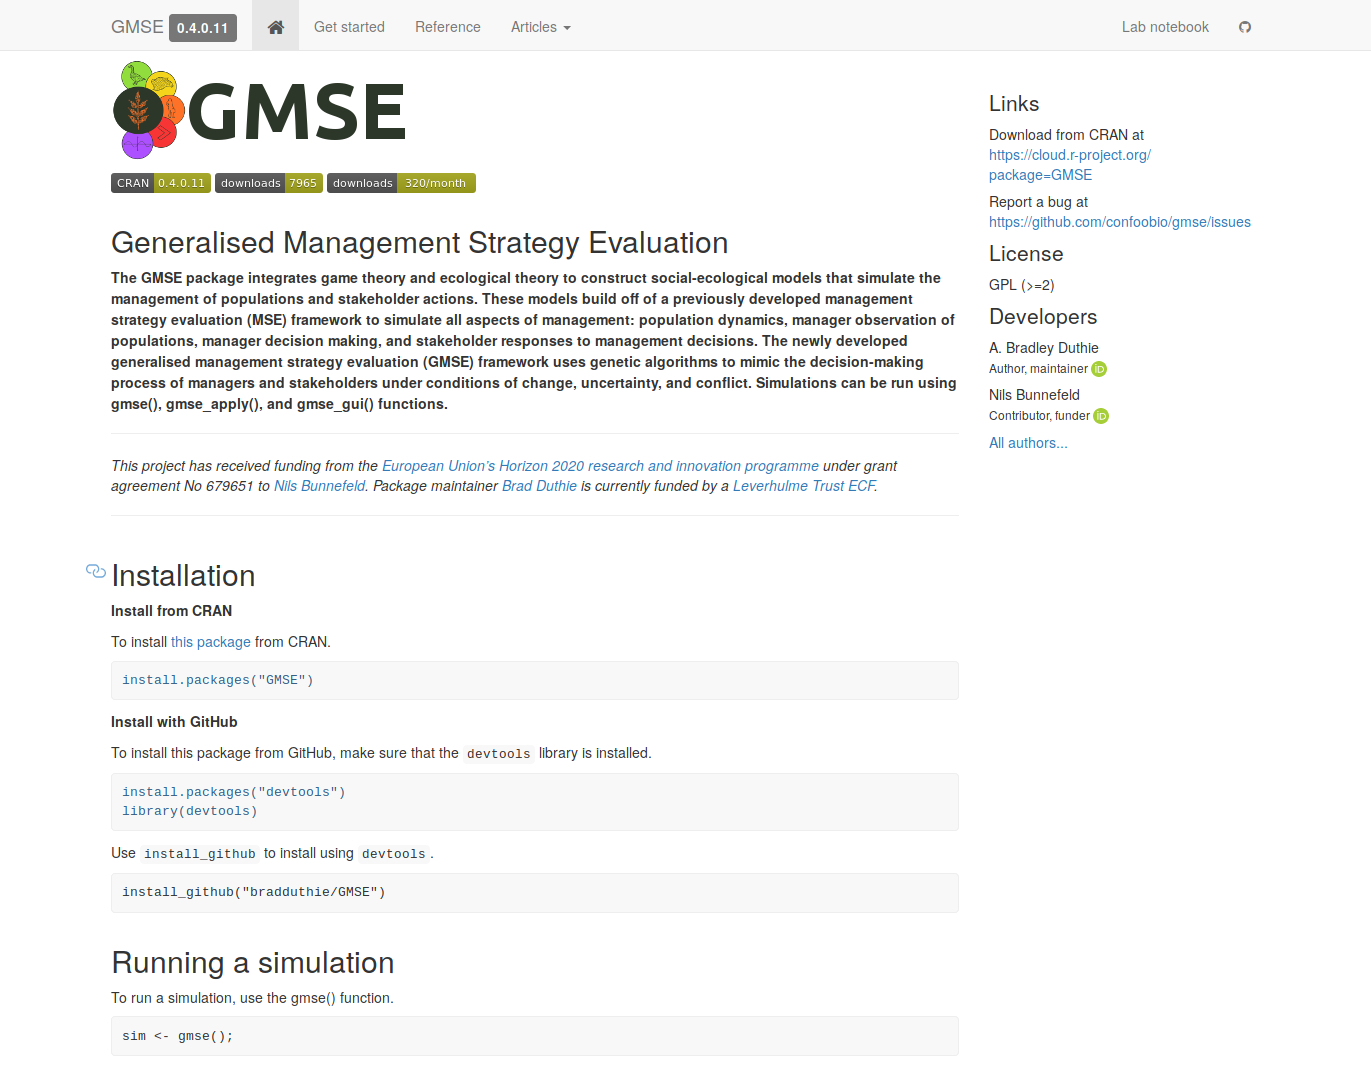 GMSE 0.4.0.11 Get started Reference Articles Lab notebook
GMSE
CRAN 0.4.0.11 downloads 7965 downloads 320/month
Generalised Management Strategy Evaluation
The GMSE package integrates game theory and ecological theory to construct social-ecological models that simulate the
management of populations and stakeholder actions. These models build off of a previously developed management
strategy evaluation (MSE) framework to simulate all aspects of management: population dynamics, manager observation of
populations, manager decision making, and stakeholder responses to management decisions. The newly developed
generalised management strategy evaluation (GMSE) framework uses genetic algorithms to mimic the decision-making
process of managers and stakeholders under conditions of change, uncertainty, and conflict. Simulations can be run using
gmse(), gmse_apply(), and gmse_gui() functions.
This project has received funding from the European Union's Horizon 2020 research and innovation programme under grant
agreement No 679651 to Nils Bunnefeld. Package maintainer Brad Duthie is currently funded by a Leverhulme Trust ECF.
Installation
Install from CRAN
To install this package from CRAN.
install.packages("GMSE")
Install with GitHub
To install this package from GitHub, make sure that the devtools library is installed.
install.packages("devtools")
library(devtools)
Use install_github to install using devtools.
install_github("bradduthie/GMSE")
Running a simulation
To run a simulation, use the gmse() function.
sim <- gmse();
Links
Download from CRAN at
https://cloud.r-project.org/
package=GMSE
Report a bug at
https://github.com/confoobio/gmse/issues
License
GPL (>=2)
Developers
A. Bradley Duthie
Author, maintainer iD
Nils Bunnefeld
Contributor, funder iD
All authors...